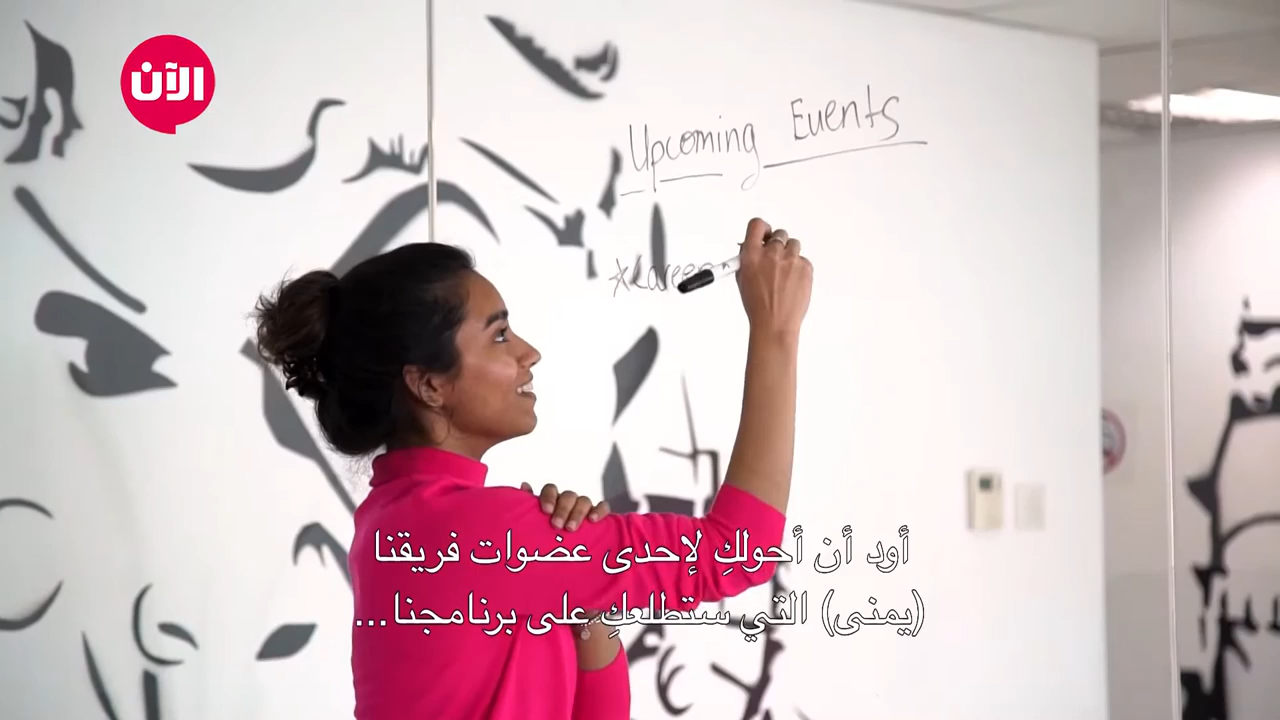 الآن
Upcoming Events
أود أن أحولكِ لإحدى عضوات فريقنا
(يمنى) التي ستطلعكِ على برنامجنا...